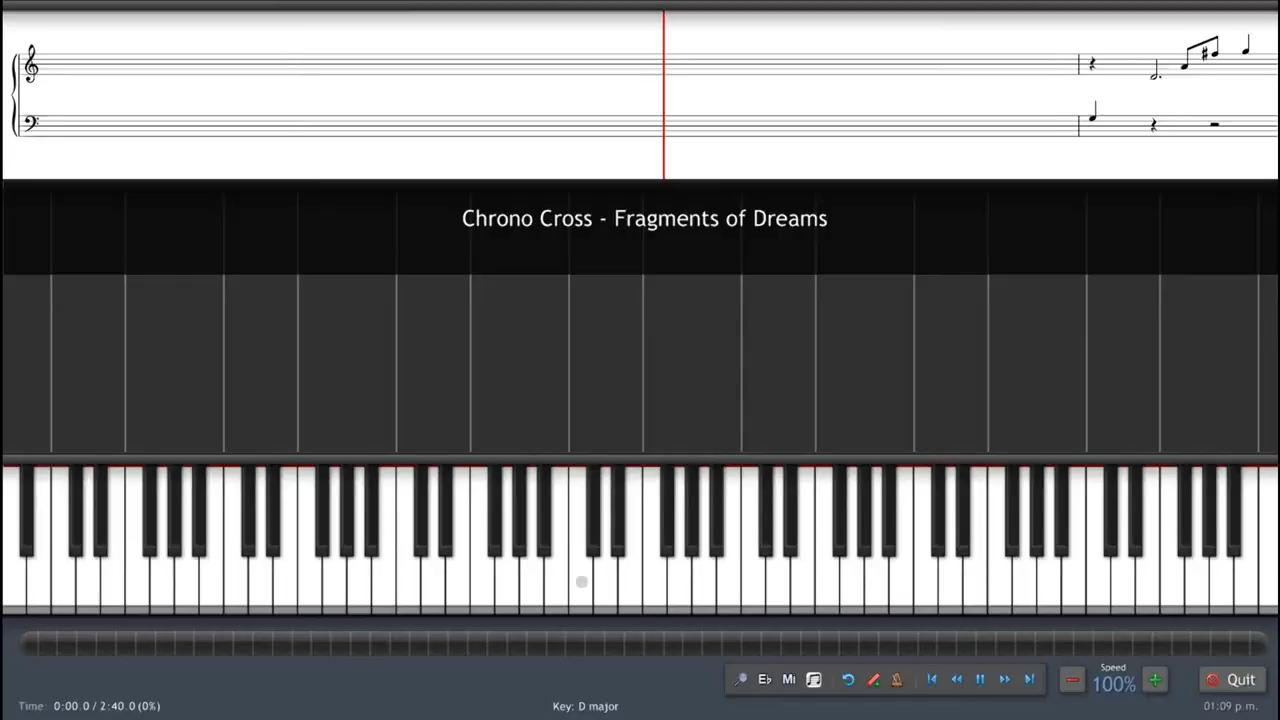 Chrono Cross - Fragments of Dreams
Eb Mi
Speed
100%
Quit
Time: 0:00.0 / 2:40.0 (0%)
Key: D major
01:09 p.m.